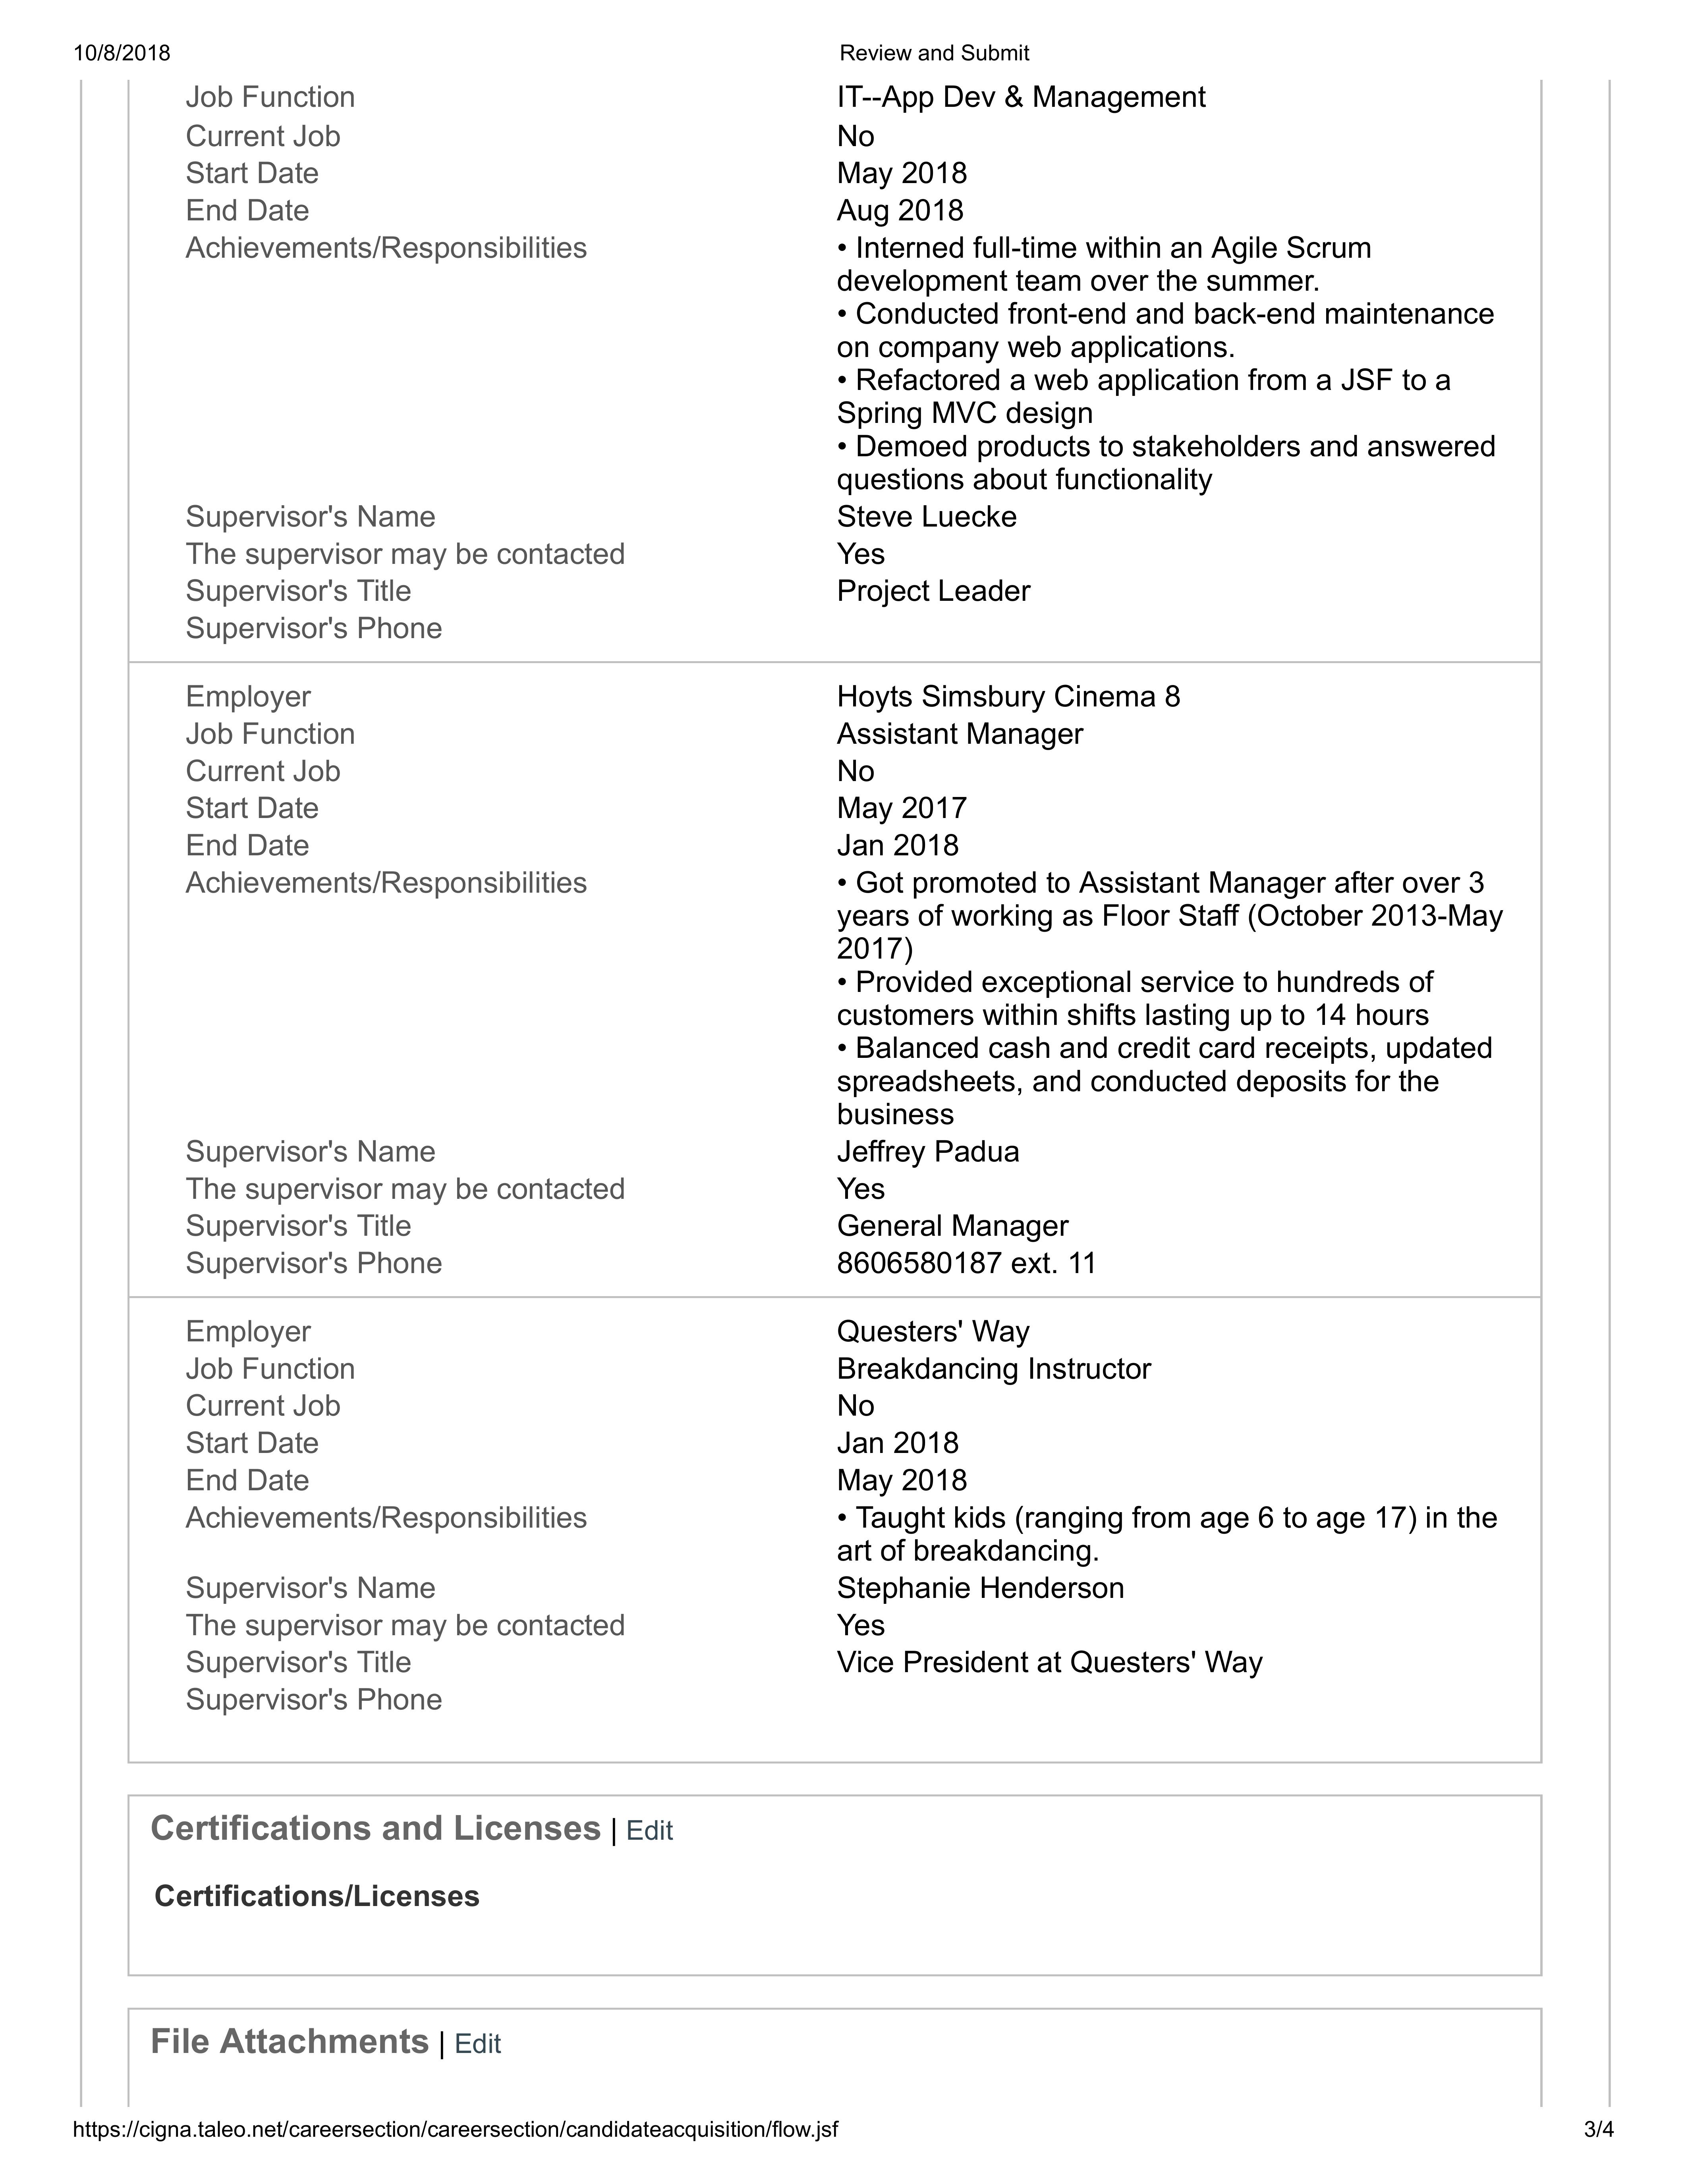 10/8/2018 Review and Submit
Job Function IT--App Dev & Management
Current Job No
Start Date May 2018
End Date Aug 2018
Achievements/Responsibilities • Interned full-time within an Agile Scrum
development team over the summer.
• Conducted front-end and back-end maintenance
on company web applications.
• Refactored a web application from a JSF to a
Spring MVC design
• Demoed products to stakeholders and answered
questions about functionality
Supervisor's Name Steve Luecke
The supervisor may be contacted Yes
Supervisor's Title Project Leader
Supervisor's Phone
Employer Hoyts Simsbury Cinema 8
Job Function Assistant Manager
Current Job No
Start Date May 2017
End Date Jan 2018
Achievements/Responsibilities • Got promoted to Assistant Manager after over 3
years of working as Floor Staff (October 2013-May
2017)
• Provided exceptional service to hundreds of
customers within shifts lasting up to 14 hours
• Balanced cash and credit card receipts, updated
spreadsheets, and conducted deposits for the
business
Supervisor's Name Jeffrey Padua
The supervisor may be contacted Yes
Supervisor's Title General Manager
Supervisor's Phone 8606580187 ext. 11
Employer Questers' Way
Job Function Breakdancing Instructor
Current Job No
Start Date Jan 2018
End Date May 2018
Achievements/Responsibilities • Taught kids (ranging from age 6 to age 17) in the
art of breakdancing.
Supervisor's Name Stephanie Henderson
The supervisor may be contacted Yes
Supervisor's Title Vice President at Questers' Way
Supervisor's Phone
Certifications and Licenses | Edit
Certifications/Licenses
File Attachments | Edit
https://cigna.taleo.net/careersection/careersection/candidateacquisition/flow.jsf 3/4